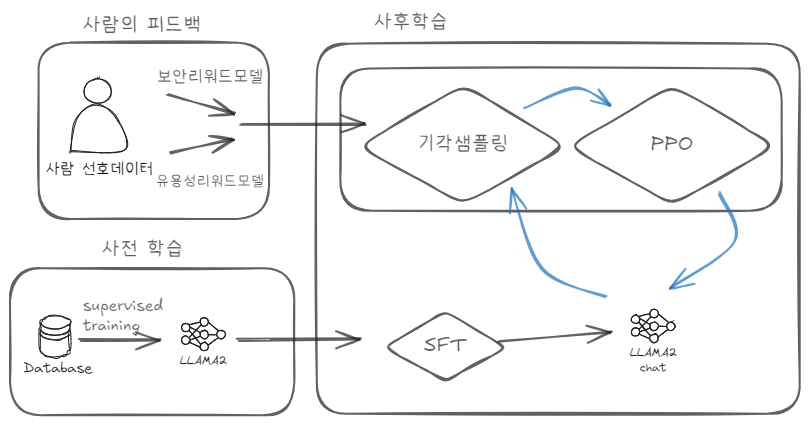 사람의 피드백
보안리워드모델
사람 선호데이터
유용성리워드모델
사후학습
기각샘플링
PPO
사전 학습
supervised
training
Database
LLAMA2
SFT
LLAMA2
chat